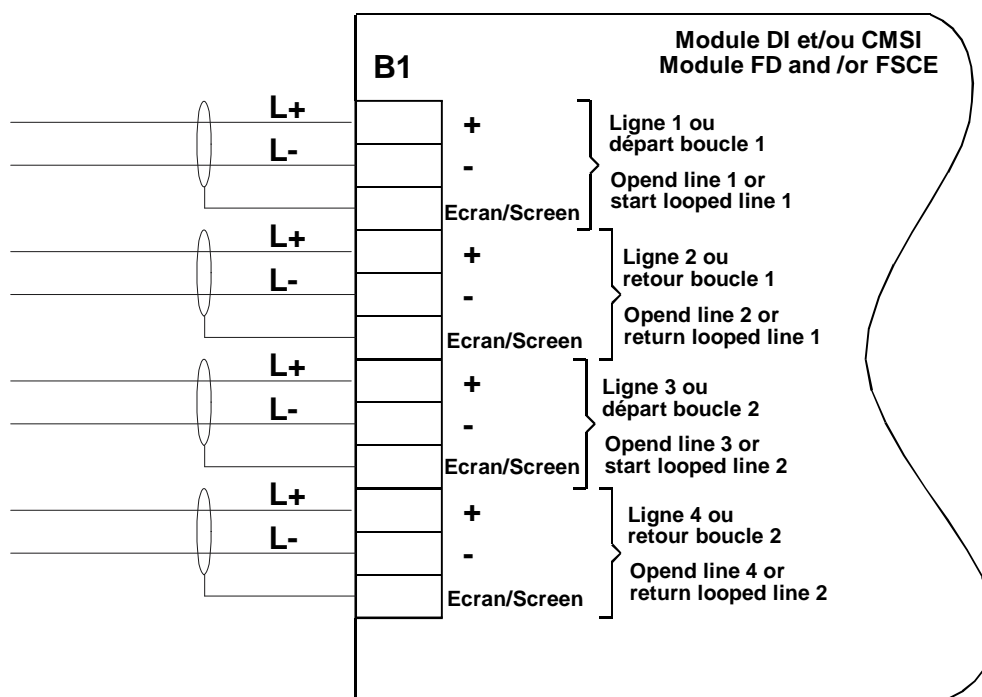 Module DI et/ou CMSI
Module FD and /or FSCE
B1
L+
+
L-
-
Ecran/Screen
Ligne 1 ou
départ boucle 1
Opend line 1 or
start looped line 1
L+
+
L-
-
Ecran/Screen
Ligne 2 ou
retour boucle 1
Opend line 2 or
return looped line 1
L+
+
L-
-
Ecran/Screen
Ligne 3 ou
départ boucle 2
Opend line 3 or
start looped line 2
L+
+
L-
-
Ecran/Screen
Ligne 4 ou
retour boucle 2
Opend line 4 or
return looped line 2